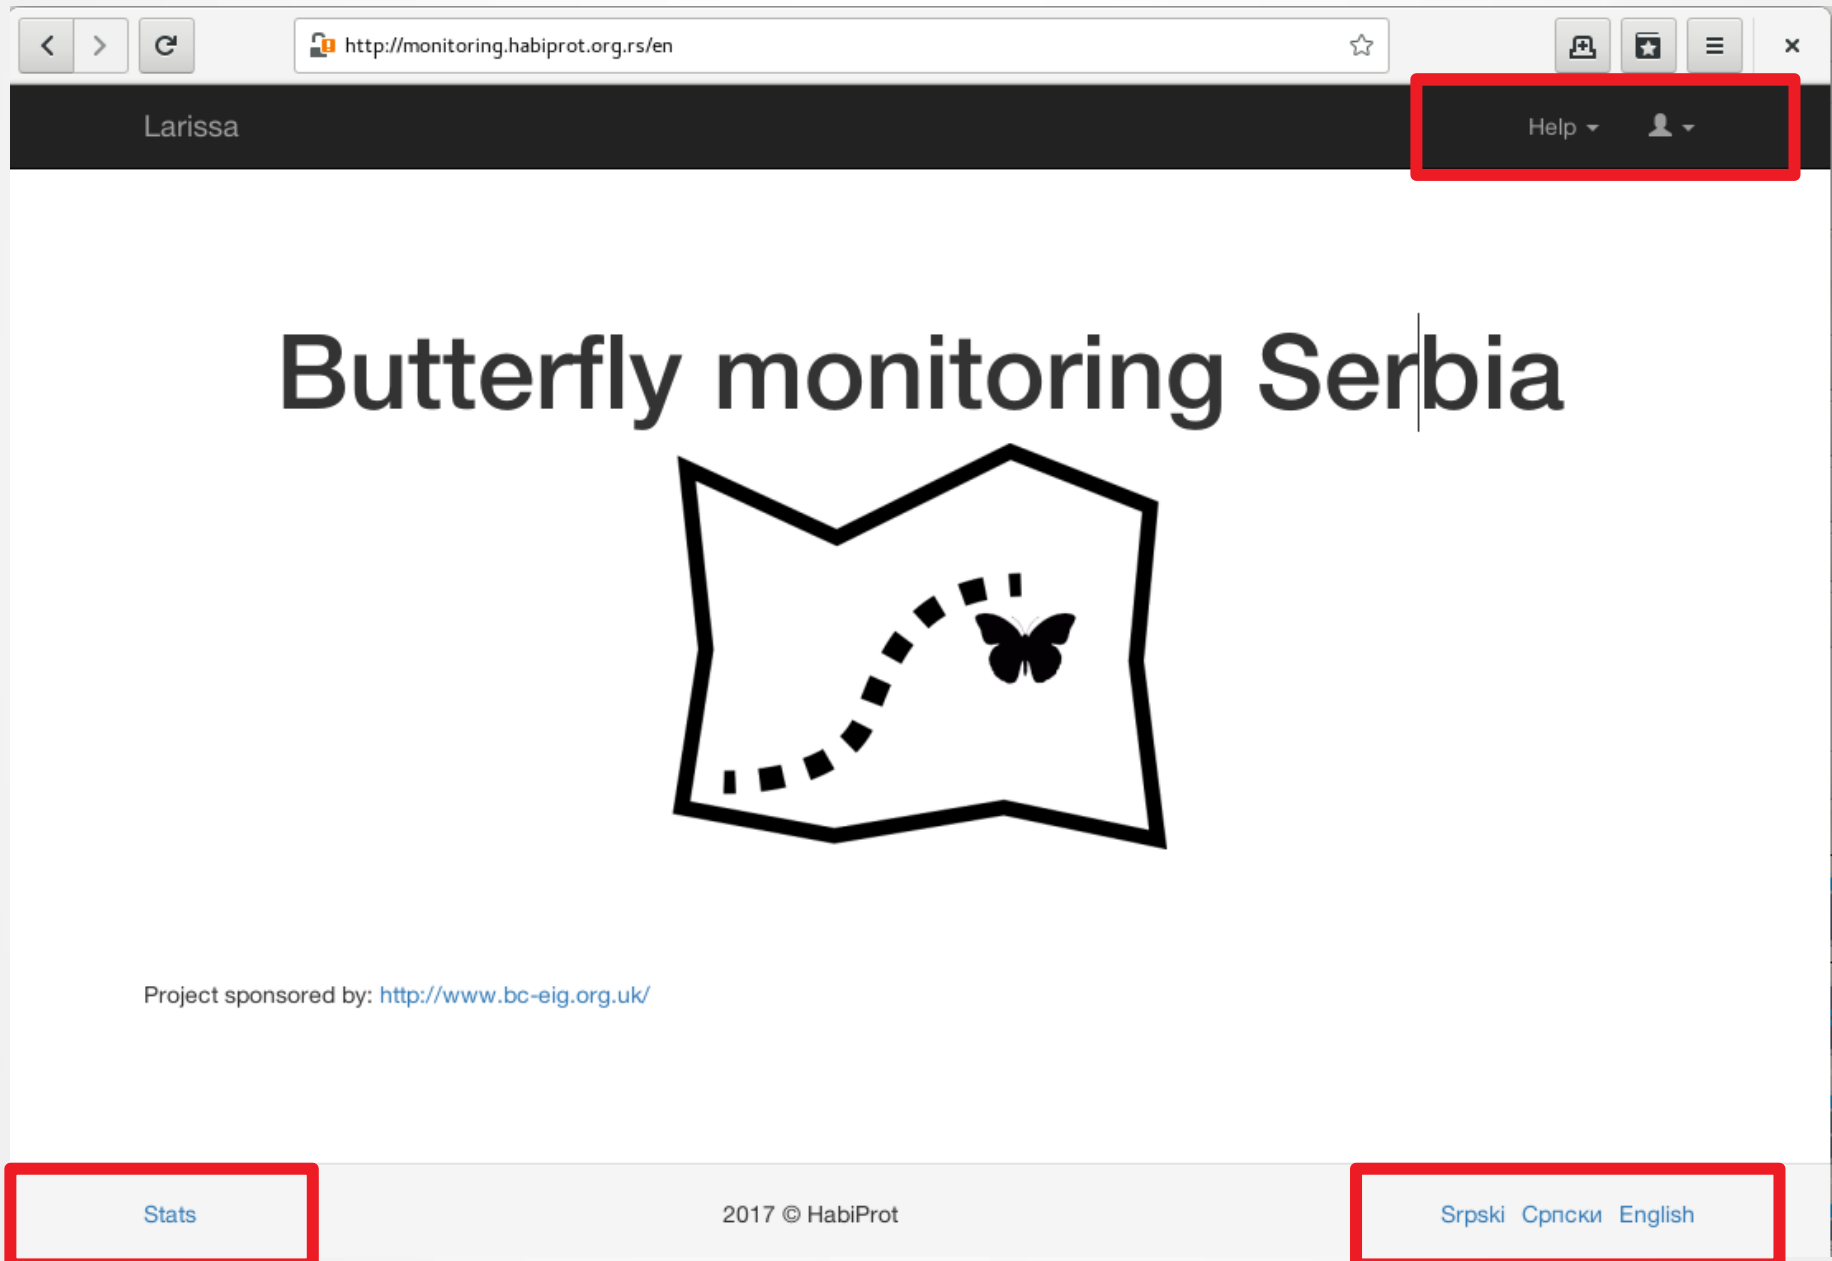 http://monitoring.habiprot.org.rs/en
Larissa
Help
Butterfly monitoring Serbia
Project sponsored by: http://www.bc-eig.org.uk/
Stats
2017 © HabiProt
Srpski Српски English